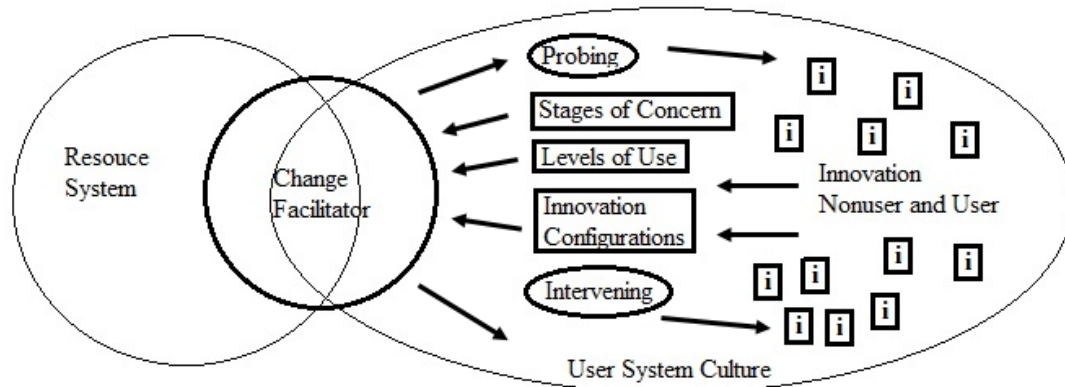 Resouce
System
Change
Facilitator
Probing
Stages of Concern
Levels of Use
Innovation
Configurations
Intervening
i
i
i
i
i
Innovation
Nonuser and User
i
i
i
i
i
i
i
User System Culture